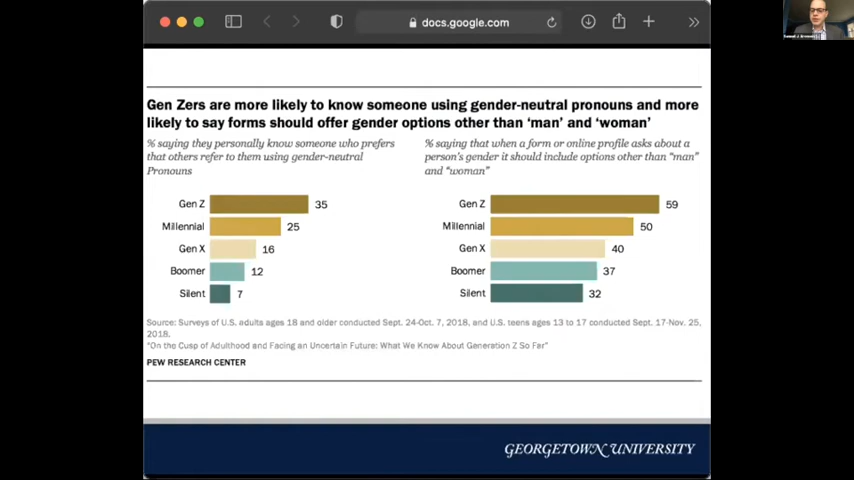 docs.google.com
Gen Zers are more likely to know someone using gender-neutral pronouns and more
likely to say forms should offer gender options other than ‘man’ and ‘woman’
% saying they personally know someone who prefers
that others refer to them using gender-neutral
Pronouns
Gen Z 35
Millennial 25
Gen X 16
Boomer 12
Silent 7
% saying that when a form or online profile asks about a
person's gender it should include options other than "man"
and "woman"
Gen Z 59
Millennial 50
Gen X 40
Boomer 37
Silent 32
Source: Surveys of U.S. adults ages 18 and older conducted Sept. 24-Oct. 7, 2018, and U.S. teens ages 13 to 17 conducted Sept. 17-Nov. 25,
2018.
"On the Cusp of Adulthood and Facing an Uncertain Future: What We Know About Generation Z So Far"
PEW RESEARCH CENTER
GEORGETOWN UNIVERSITY